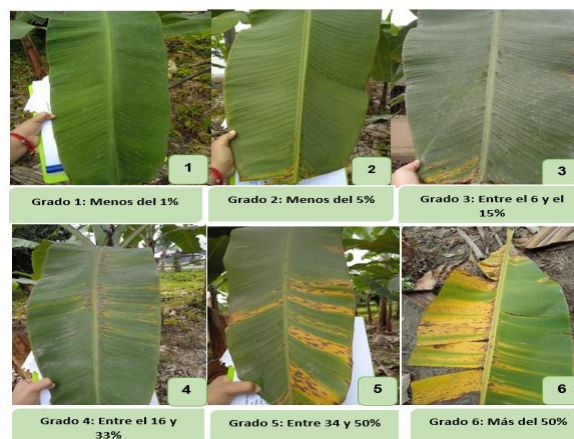 1
2
3
Grado 1: Menos del 1%
Grado 2: Menos del 5%
Grado 3: Entre el 6 y el
15%
4
5
6
Grado 4: Entre el 16 y
33%
Grado 5: Entre 34 y 50%
Grado 6: Más del 50%